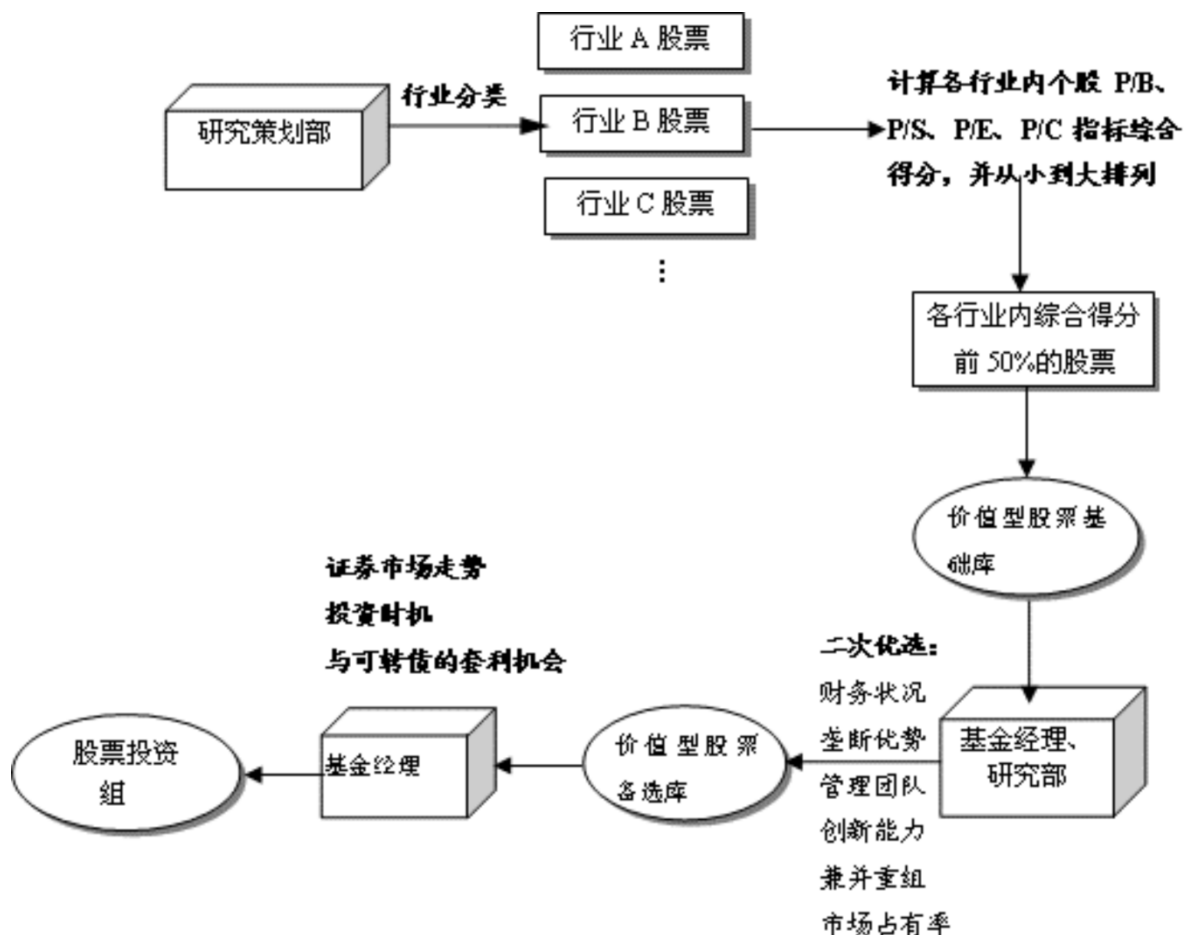 研究策划部
行业分类
行业 A 股票
行业 B 股票
行业 C 股票
⋮
计算各行业内个股 P/B、
P/S、P/E、P/C 指标综合
得分，并从小到大排列
各行业内综合得分
前 50%的股票
价值型股票基
础库
基金经理、
研究部
二次优选：
财务状况
垄断优势
管理团队
创新能力
兼并重组
市场占有率
价值型股票
备选库
证券市场走势
投资时机
与可转债的套利机会
基金经理
股票投资
组